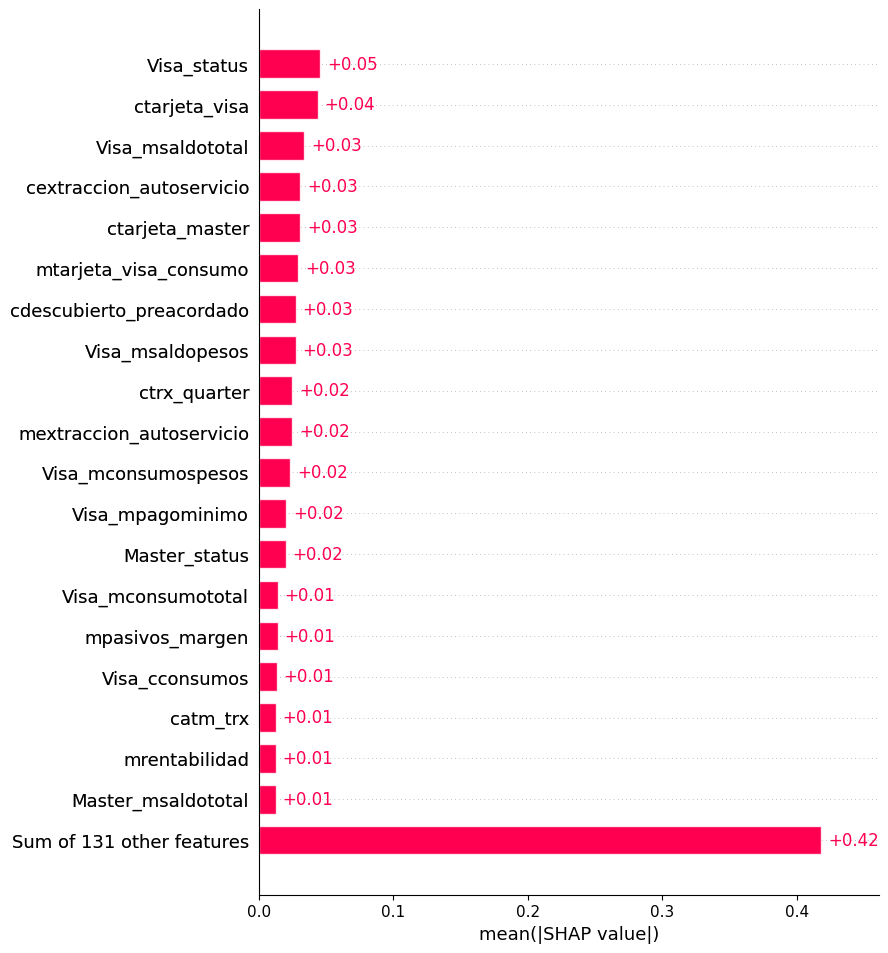 Visa_status +0.05
ctarjeta_visa +0.04
Visa_msaldototal +0.03
cextraccion_autoservicio +0.03
ctarjeta_master +0.03
mtarjeta_visa_consumo +0.03
cdescubierto_preacordado +0.03
Visa_msaldopesos +0.03
ctrx_quarter +0.02
mextraccion_autoservicio +0.02
Visa_mconsumospesos +0.02
Visa_mpagominimo +0.02
Master_status +0.02
Visa_mconsumototal +0.01
mpasivos_margen +0.01
Visa_cconsumos +0.01
catm_trx +0.01
mrentabilidad +0.01
Master_msaldototal +0.01
Sum of 131 other features +0.42
0.0 0.1 0.2 0.3 0.4
mean(|SHAP value|)